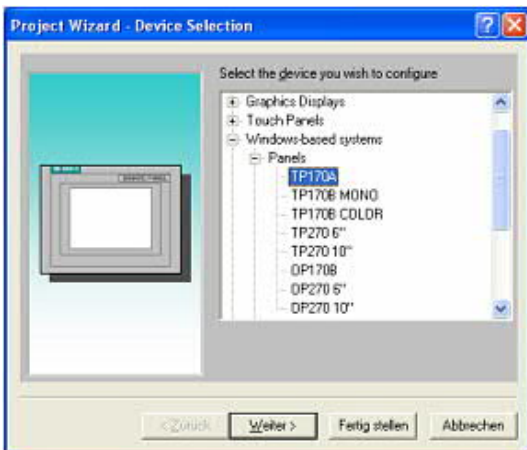 Project Wizard - Device Selection
Select the device you wish to configure
Graphics Displays
Touch Panels
Windows-based systems
Panels
TP170A
TP170B MONO
TP170B COLOR
TP270 6"
TP270 10"
OP170B
OP270 6"
OP270 10"
< Zurück
Weiter >
Fertig stellen
Abbrechen